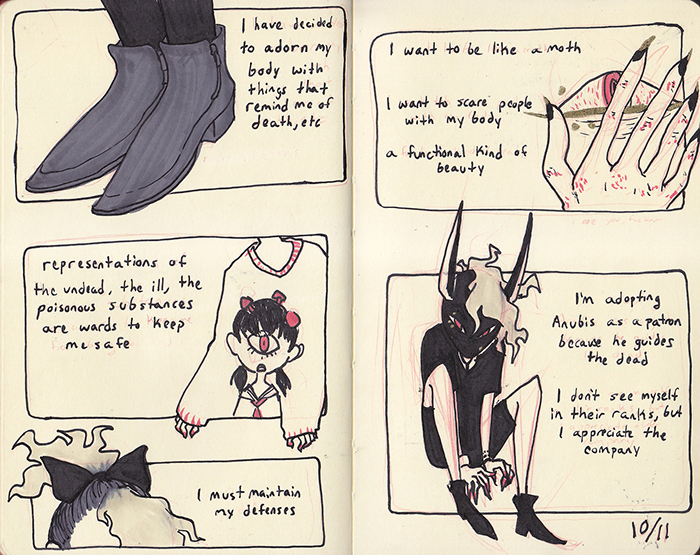 I have decided
to adorn my
body with
things that
remind me of
death, etc
representations of
the undead, the ill, the
poisonous substances
are wards to keep
me safe
I must maintain
my defenses
I want to be like a moth
I want to scare people
with my body
a functional kind of
beauty
I'm adopting
Anubis as a patron
because he guides
the dead
I don't see myself
in their ranks, but
I appreciate the
company
10/11